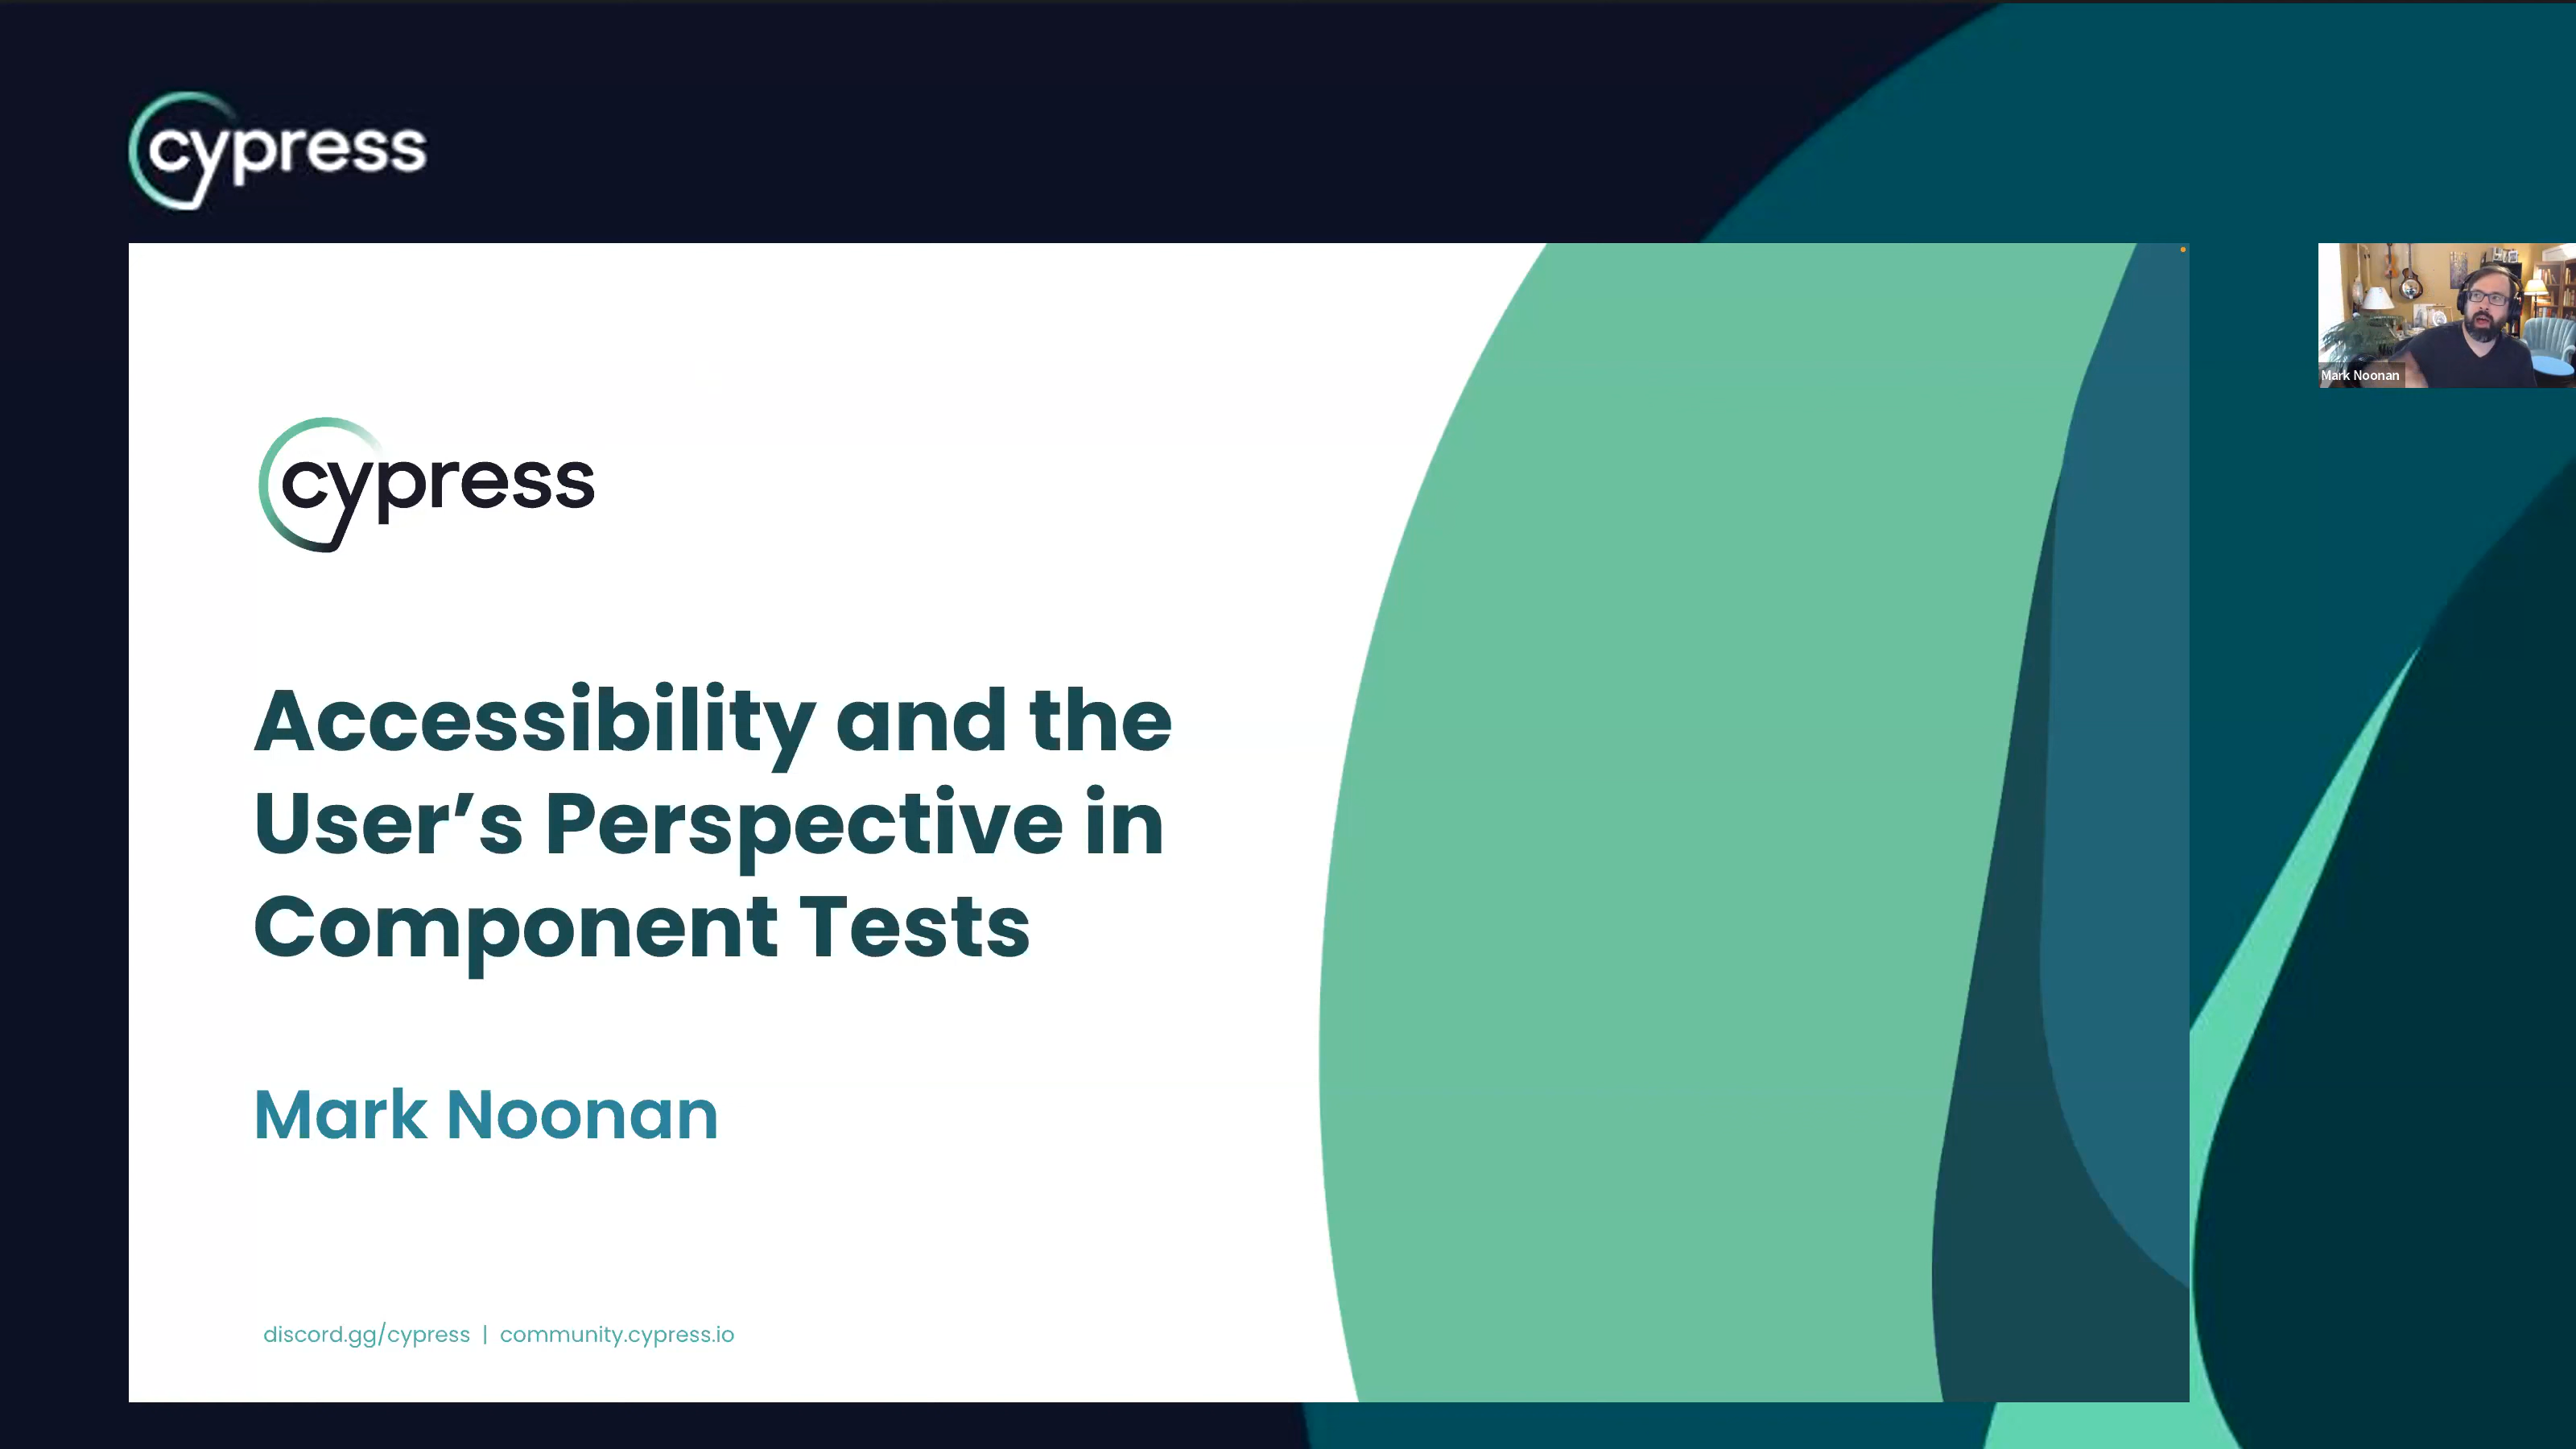 cypress
Mark Noonan
cypress
Accessibility and the
User’s Perspective in
Component Tests
Mark Noonan
discord.gg/cypress | community.cypress.io